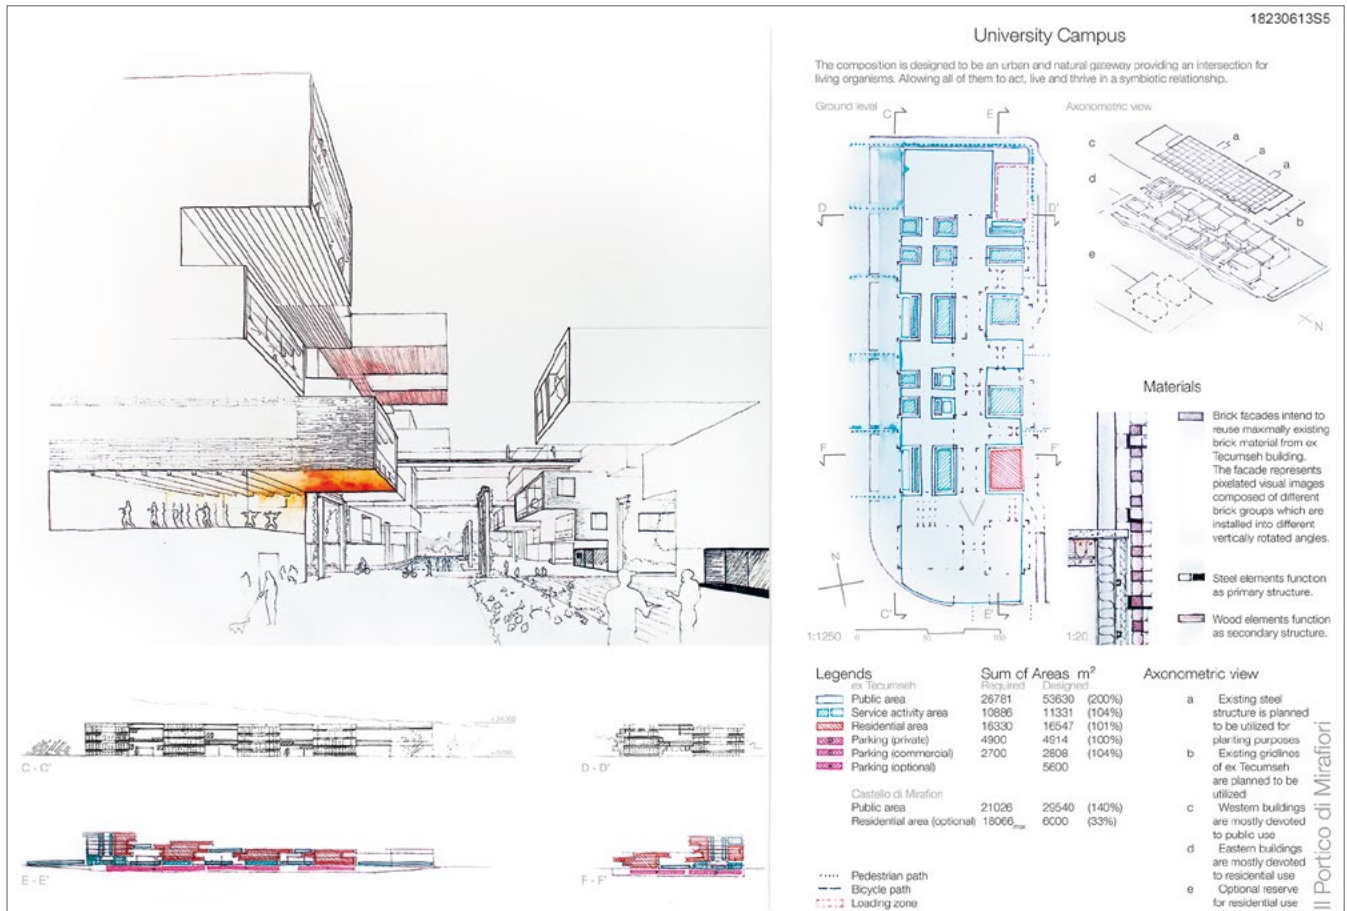 18230613S5
University Campus
The composition is designed to be an urban and natural gateway providing an intersection for
living organisms. Allowing all of them to act, live and thrive in a symbiotic relationship.
Ground level
C
E
D
D'
F
F'
C'
E'
N
1:1250
0
50
100
Axonometric view
c
d
e
a
a
a
b
N
Materials
Brick facades intend to
reuse maximally existing
brick material from ex
Tecumseh building.
The facade represents
pixelated visual images
composed of different
brick groups which are
installed into different
vertically rotated angles.
Steel elements function
as primary structure.
Wood elements function
as secondary structure.
1:20
C - C'
D - D'
E - E'
F - F'
Legends Sum of Areas m²
ex Tecumseh Required Designed
Public area 26781 53630 (200%)
Service activity area 10886 11331 (104%)
Residential area 16330 16547 (101%)
Parking (private) 4900 4914 (100%)
Parking (commercial) 2700 2808 (104%)
Parking (optional) 5600
Castello di Mirafiori
Public area 21026 29540 (140%)
Residential area (optional) 18066 max 6000 (33%)
Pedestrian path
Bicycle path
Loading zone
Axonometric view
a Existing steel
structure is planned
to be utilized for
planting purposes
b Existing gridlines
of ex Tecumseh
are planned to be
utilized
c Western buildings
are mostly devoted
to public use
d Eastern buildings
are mostly devoted
to residential use
e Optional reserve
for residential use
Il Portico di Mirafiori